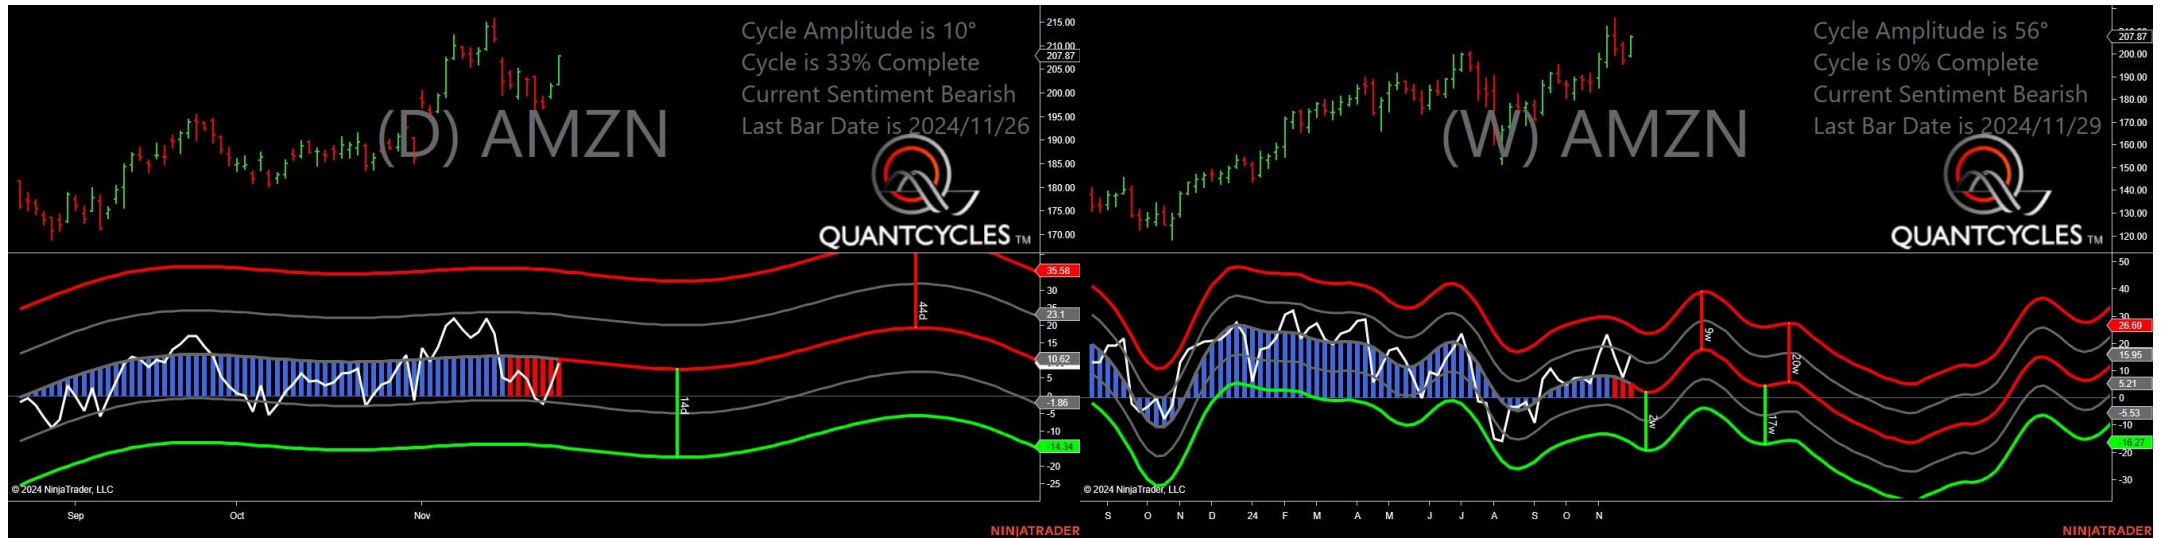 Cycle Amplitude is 10°
Cycle is 33% Complete
Current Sentiment Bearish
Last Bar Date is 2024/11/26
(D) AMZN
QUANTCYCLES TM
215.00
210.00
207.87
205.00
200.00
195.00
190.00
185.00
180.00
175.00
170.00
35.58
30
23.1
20
15
10.62
5
-1.86
-5
-10
-14.34
-20
-25
44d
14d
© 2024 NinjaTrader, LLC
Sep Oct Nov
NINJATRADER
Cycle Amplitude is 56°
Cycle is 0% Complete
Current Sentiment Bearish
Last Bar Date is 2024/11/29
(W) AMZN
QUANTCYCLES TM
207.87
200.00
190.00
180.00
170.00
160.00
150.00
140.00
130.00
120.00
50
40
26.69
15.95
10
5.21
0
-5.53
-10
-16.27
-20
-30
9w
20w
17w
© 2024 NinjaTrader, LLC
S O N D 24 F M A M J J A S O N
NINJATRADER